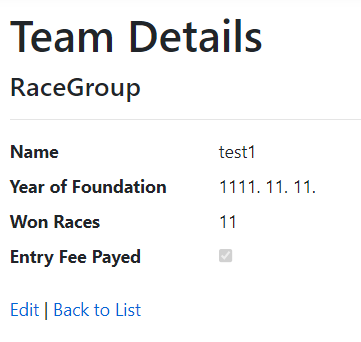 Team Details
RaceGroup
Name test1
Year of Foundation 1111. 11. 11.
Won Races 11
Entry Fee Payed
Edit | Back to List